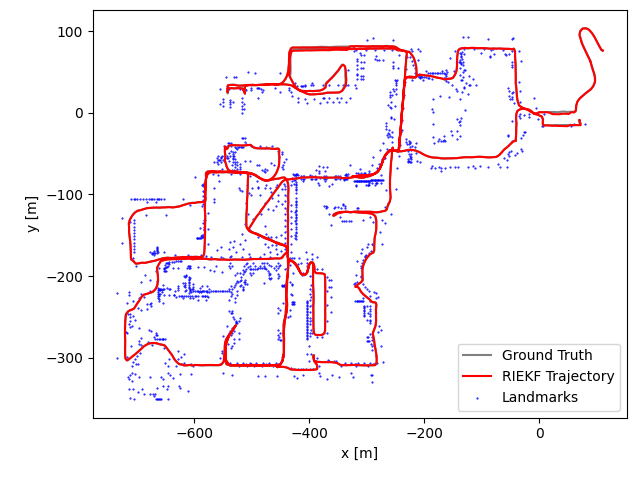 100
0
−100
−200
−300
y [m]
−600
−400
−200
0
x [m]
Ground Truth
RIEKF Trajectory
Landmarks